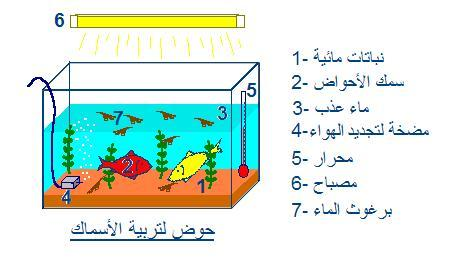 6
5
7
3
2
1
4
1- نباتات مائية
2- سمك الأحواض
3- ماء عذب
4- مضخة لتجديد الهواء
5- محرار
6- مصباح
7- برغوث الماء
حوض لتربية الأسماك